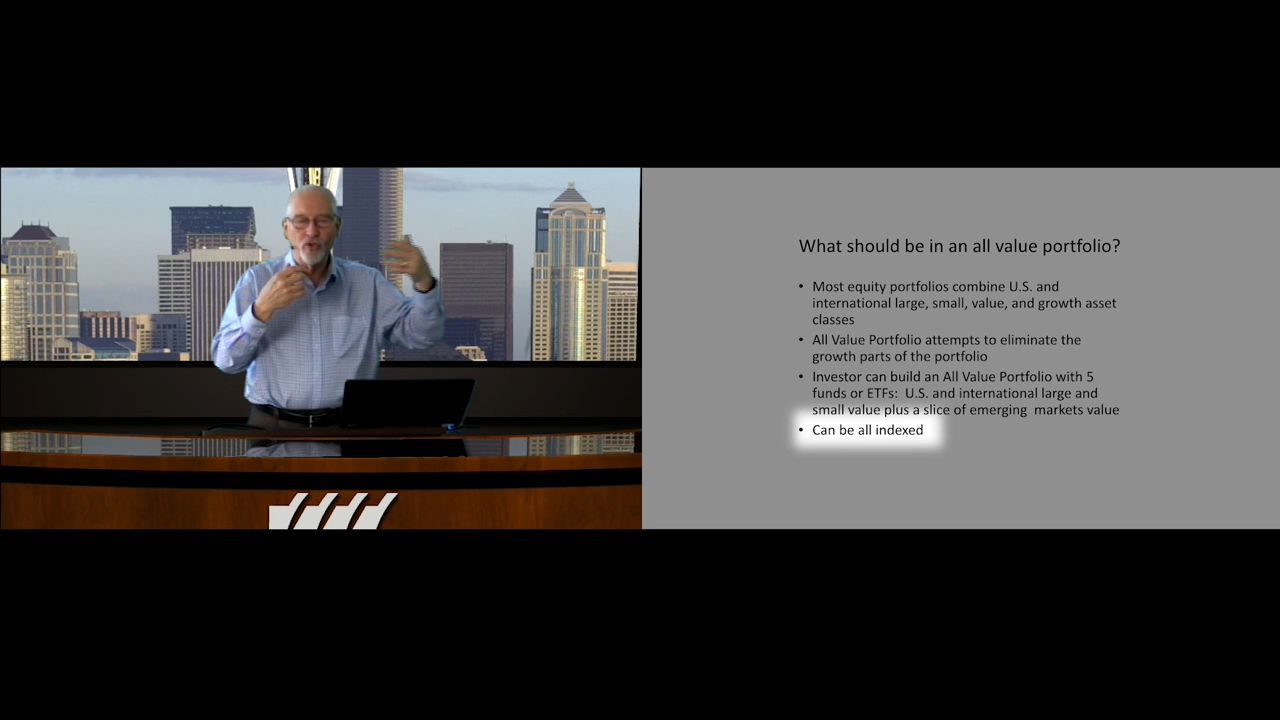 What should be in an all value portfolio?
• Most equity portfolios combine U.S. and
international large, small, value, and growth asset
classes
• All Value Portfolio attempts to eliminate the
growth parts of the portfolio
• Investor can build an All Value Portfolio with 5
funds or ETFs:  U.S. and international large and
small value plus a slice of emerging  markets value
• Can be all indexed